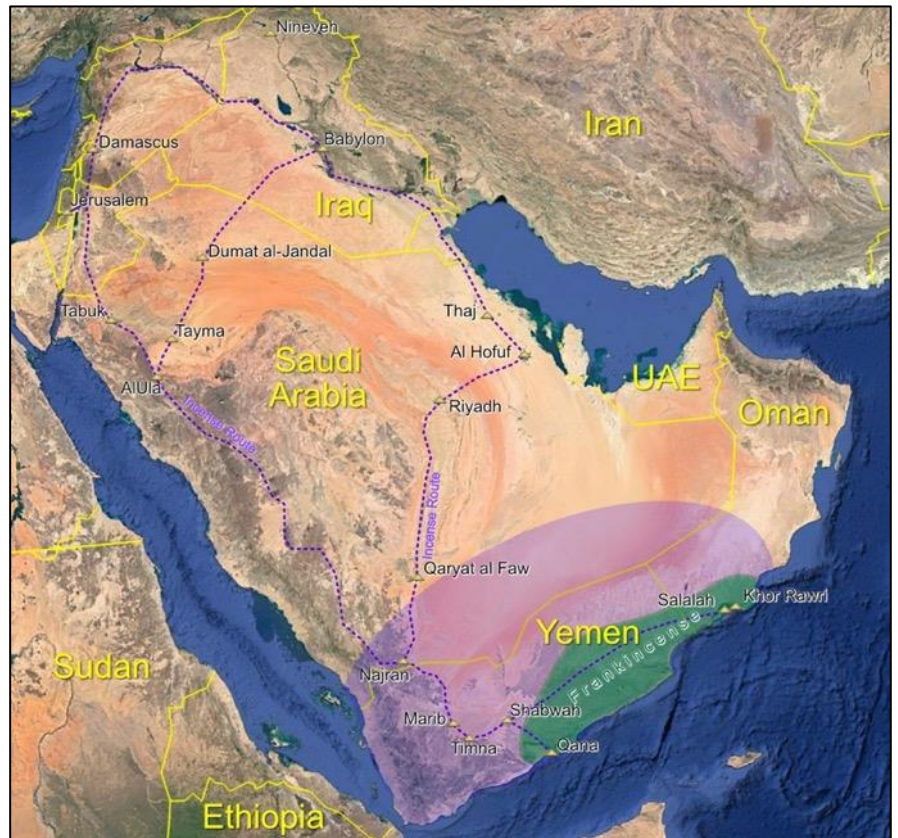 Nineveh
Iran
Damascus
Babylon
Jerusalem
Iraq
Dumat al-Jandal
Tabuk
Thaj
Tayma
Saudi
Arabia
Al Hofuf
UAE
AlUla
Riyadh
Oman
Incense Route
Incense Route
Qaryat al Faw
Salalah
Khor Rawri
Yemen
Frankincense
Sudan
Najran
Marib
Shabwah
Timna
Qana
Ethiopia